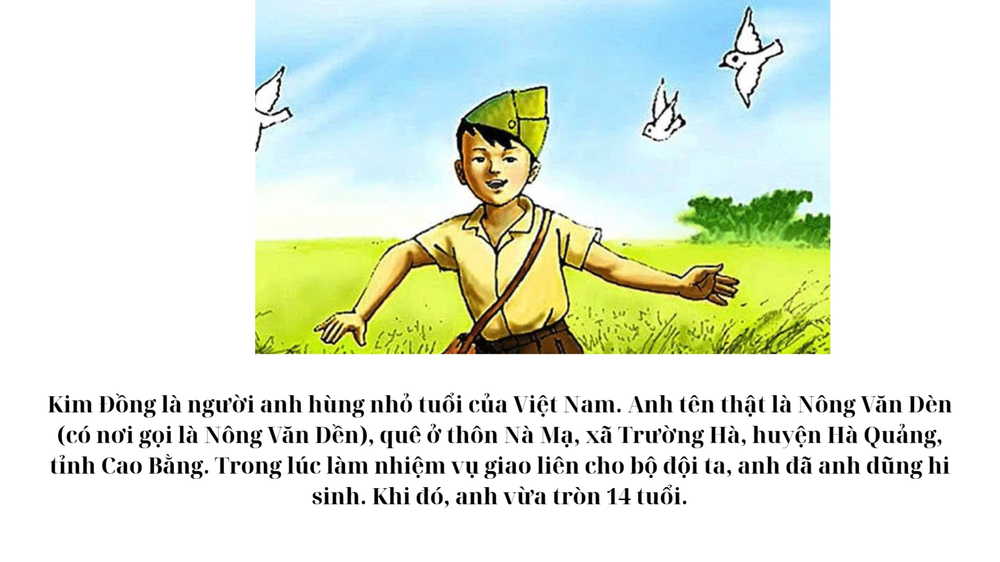 Kim Đồng là người anh hùng nhỏ tuổi của Việt Nam. Anh tên thật là Nông Văn Dèn
(có nơi gọi là Nông Văn Dền), quê ở thôn Nà Mạ, xã Trường Hà, huyện Hà Quảng,
tỉnh Cao Bằng. Trong lúc làm nhiệm vụ giao liên cho bộ đội ta, anh đã anh dũng hi
sinh. Khi đó, anh vừa tròn 14 tuổi.